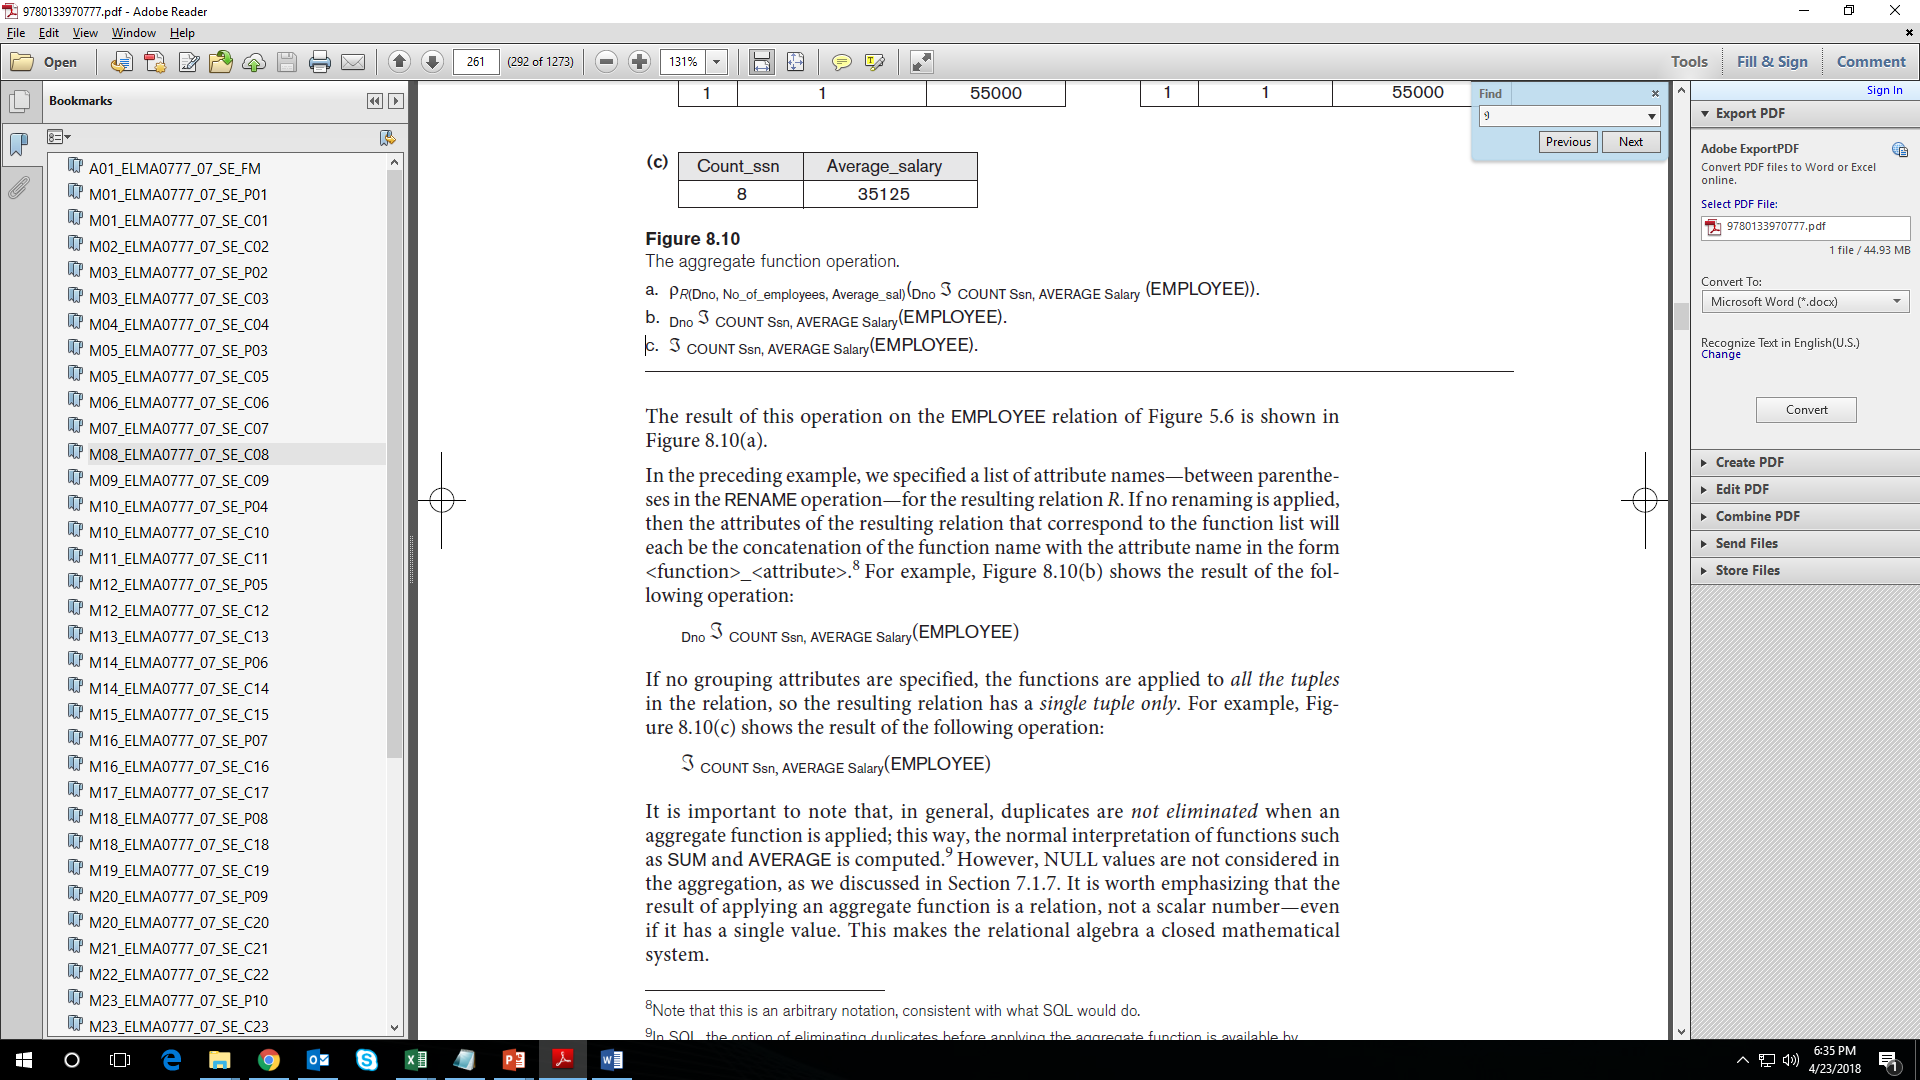 9780133970777.pdf - Adobe Reader
File Edit View Window Help
Open 261 (292 of 1273) 131% Tools Fill & Sign Comment
Bookmarks
A01_ELMA0777_07_SE_FM
M01_ELMA0777_07_SE_P01
M01_ELMA0777_07_SE_C01
M02_ELMA0777_07_SE_C02
M03_ELMA0777_07_SE_P02
M03_ELMA0777_07_SE_C03
M04_ELMA0777_07_SE_C04
M05_ELMA0777_07_SE_P03
M05_ELMA0777_07_SE_C05
M06_ELMA0777_07_SE_C06
M07_ELMA0777_07_SE_C07
M08_ELMA0777_07_SE_C08
M09_ELMA0777_07_SE_C09
M10_ELMA0777_07_SE_P04
M10_ELMA0777_07_SE_C10
M11_ELMA0777_07_SE_C11
M12_ELMA0777_07_SE_P05
M12_ELMA0777_07_SE_C12
M13_ELMA0777_07_SE_C13
M14_ELMA0777_07_SE_P06
M14_ELMA0777_07_SE_C14
M15_ELMA0777_07_SE_C15
M16_ELMA0777_07_SE_P07
M16_ELMA0777_07_SE_C16
M17_ELMA0777_07_SE_C17
M18_ELMA0777_07_SE_P08
M18_ELMA0777_07_SE_C18
M19_ELMA0777_07_SE_C19
M20_ELMA0777_07_SE_P09
M20_ELMA0777_07_SE_C20
M21_ELMA0777_07_SE_C21
M22_ELMA0777_07_SE_C22
M23_ELMA0777_07_SE_P10
M23_ELMA0777_07_SE_C23
1 1 55000 1 1 55000
(c) Count_ssn Average_salary
8 35125
Figure 8.10
The aggregate function operation.
a. ρR(Dno, No_of_employees, Average_sal)(Dno ℑ COUNT Ssn, AVERAGE Salary (EMPLOYEE)).
b. Dno ℑ COUNT Ssn, AVERAGE Salary(EMPLOYEE).
c. ℑ COUNT Ssn, AVERAGE Salary(EMPLOYEE).
The result of this operation on the EMPLOYEE relation of Figure 5.6 is shown in
Figure 8.10(a).
In the preceding example, we specified a list of attribute names—between parenthe-
ses in the RENAME operation—for the resulting relation R. If no renaming is applied,
then the attributes of the resulting relation that correspond to the function list will
each be the concatenation of the function name with the attribute name in the form
<function>_<attribute>.8 For example, Figure 8.10(b) shows the result of the fol-
lowing operation:
Dno ℑ COUNT Ssn, AVERAGE Salary(EMPLOYEE)
If no grouping attributes are specified, the functions are applied to all the tuples
in the relation, so the resulting relation has a single tuple only. For example, Fig-
ure 8.10(c) shows the result of the following operation:
ℑ COUNT Ssn, AVERAGE Salary(EMPLOYEE)
It is important to note that, in general, duplicates are not eliminated when an
aggregate function is applied; this way, the normal interpretation of functions such
as SUM and AVERAGE is computed.9 However, NULL values are not considered in
the aggregation, as we discussed in Section 7.1.7. It is worth emphasizing that the
result of applying an aggregate function is a relation, not a scalar number—even
if it has a single value. This makes the relational algebra a closed mathematical
system.
8Note that this is an arbitrary notation, consistent with what SQL would do.
9In SQL, the option of eliminating duplicates before applying the aggregate function is available by
Find
Previous Next
Sign In
Export PDF
Adobe ExportPDF
Convert PDF files to Word or Excel
online.
Select PDF File:
9780133970777.pdf
1 file / 44.93 MB
Convert To:
Microsoft Word (*.docx)
Recognize Text in English(U.S.)
Change
Convert
Create PDF
Edit PDF
Combine PDF
Send Files
Store Files
6:35 PM
4/23/2018
1